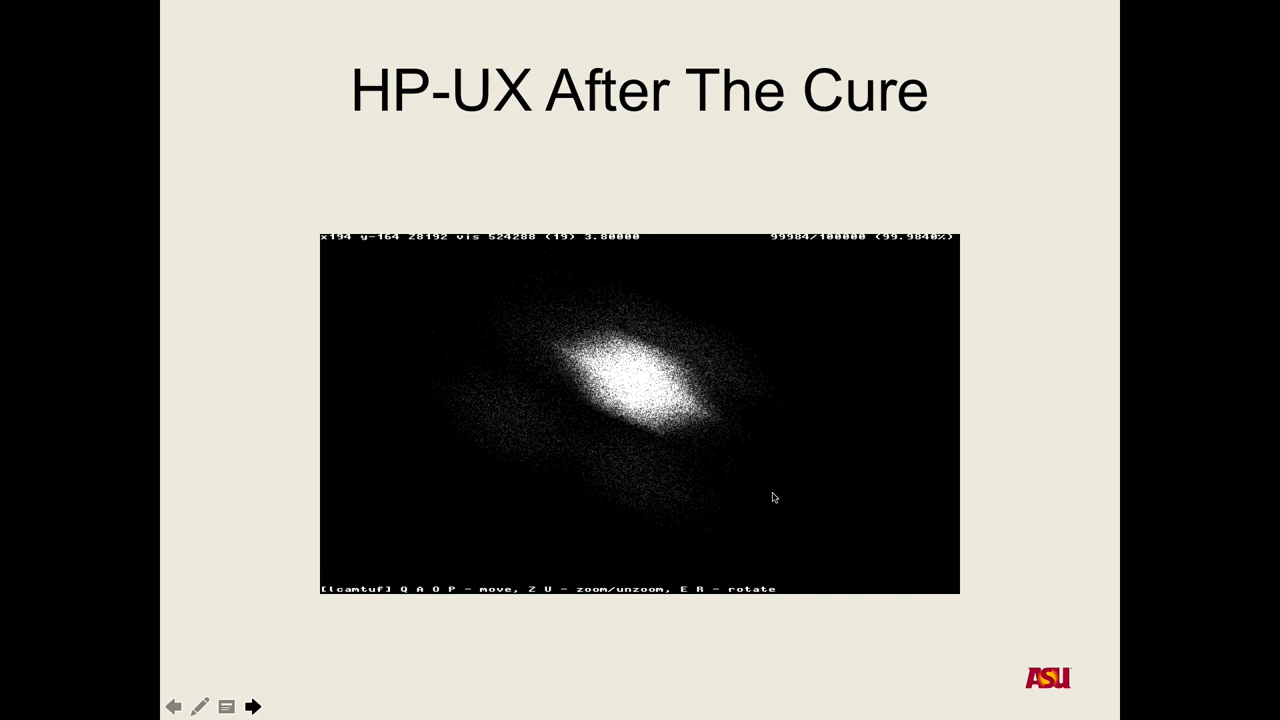 HP-UX After The Cure
x194 y-164 Z8192 vis 524288 (19) 3.80000 99984/100000 (99.9840%)
[lcamtuf] Q A O P - move, Z U - zoom/unzoom, E R - rotate
ASU